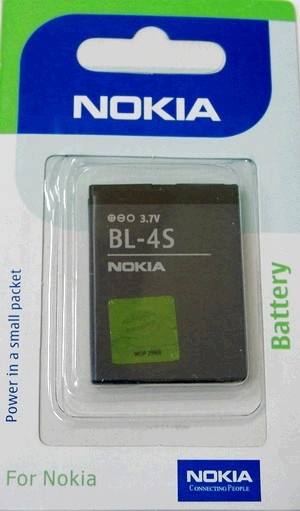 NOKIA
3.7V
BL-4S
NOKIA
Power in a small packet
Battery
For Nokia
NOKIA
CONNECTING PEOPLE